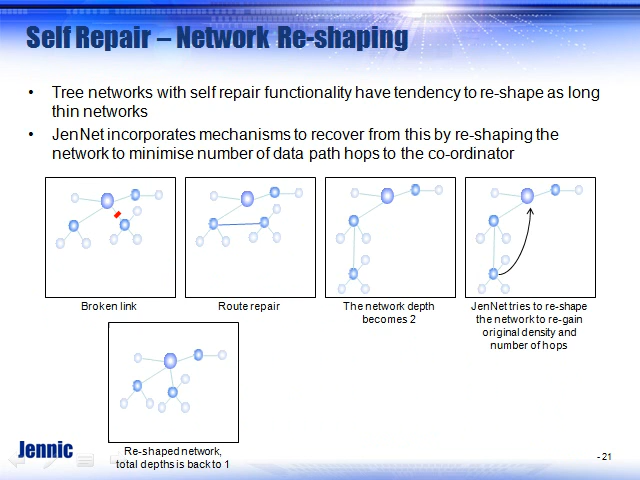 Self Repair – Network Re-shaping
• Tree networks with self repair functionality have tendency to re-shape as long
thin networks
• JenNet incorporates mechanisms to recover from this by re-shaping the
network to minimise number of data path hops to the co-ordinator
Broken link
Route repair
The network depth
becomes 2
JenNet tries to re-shape
the network to re-gain
original density and
number of hops
Re-shaped network,
total depths is back to 1
Jennic
- 21